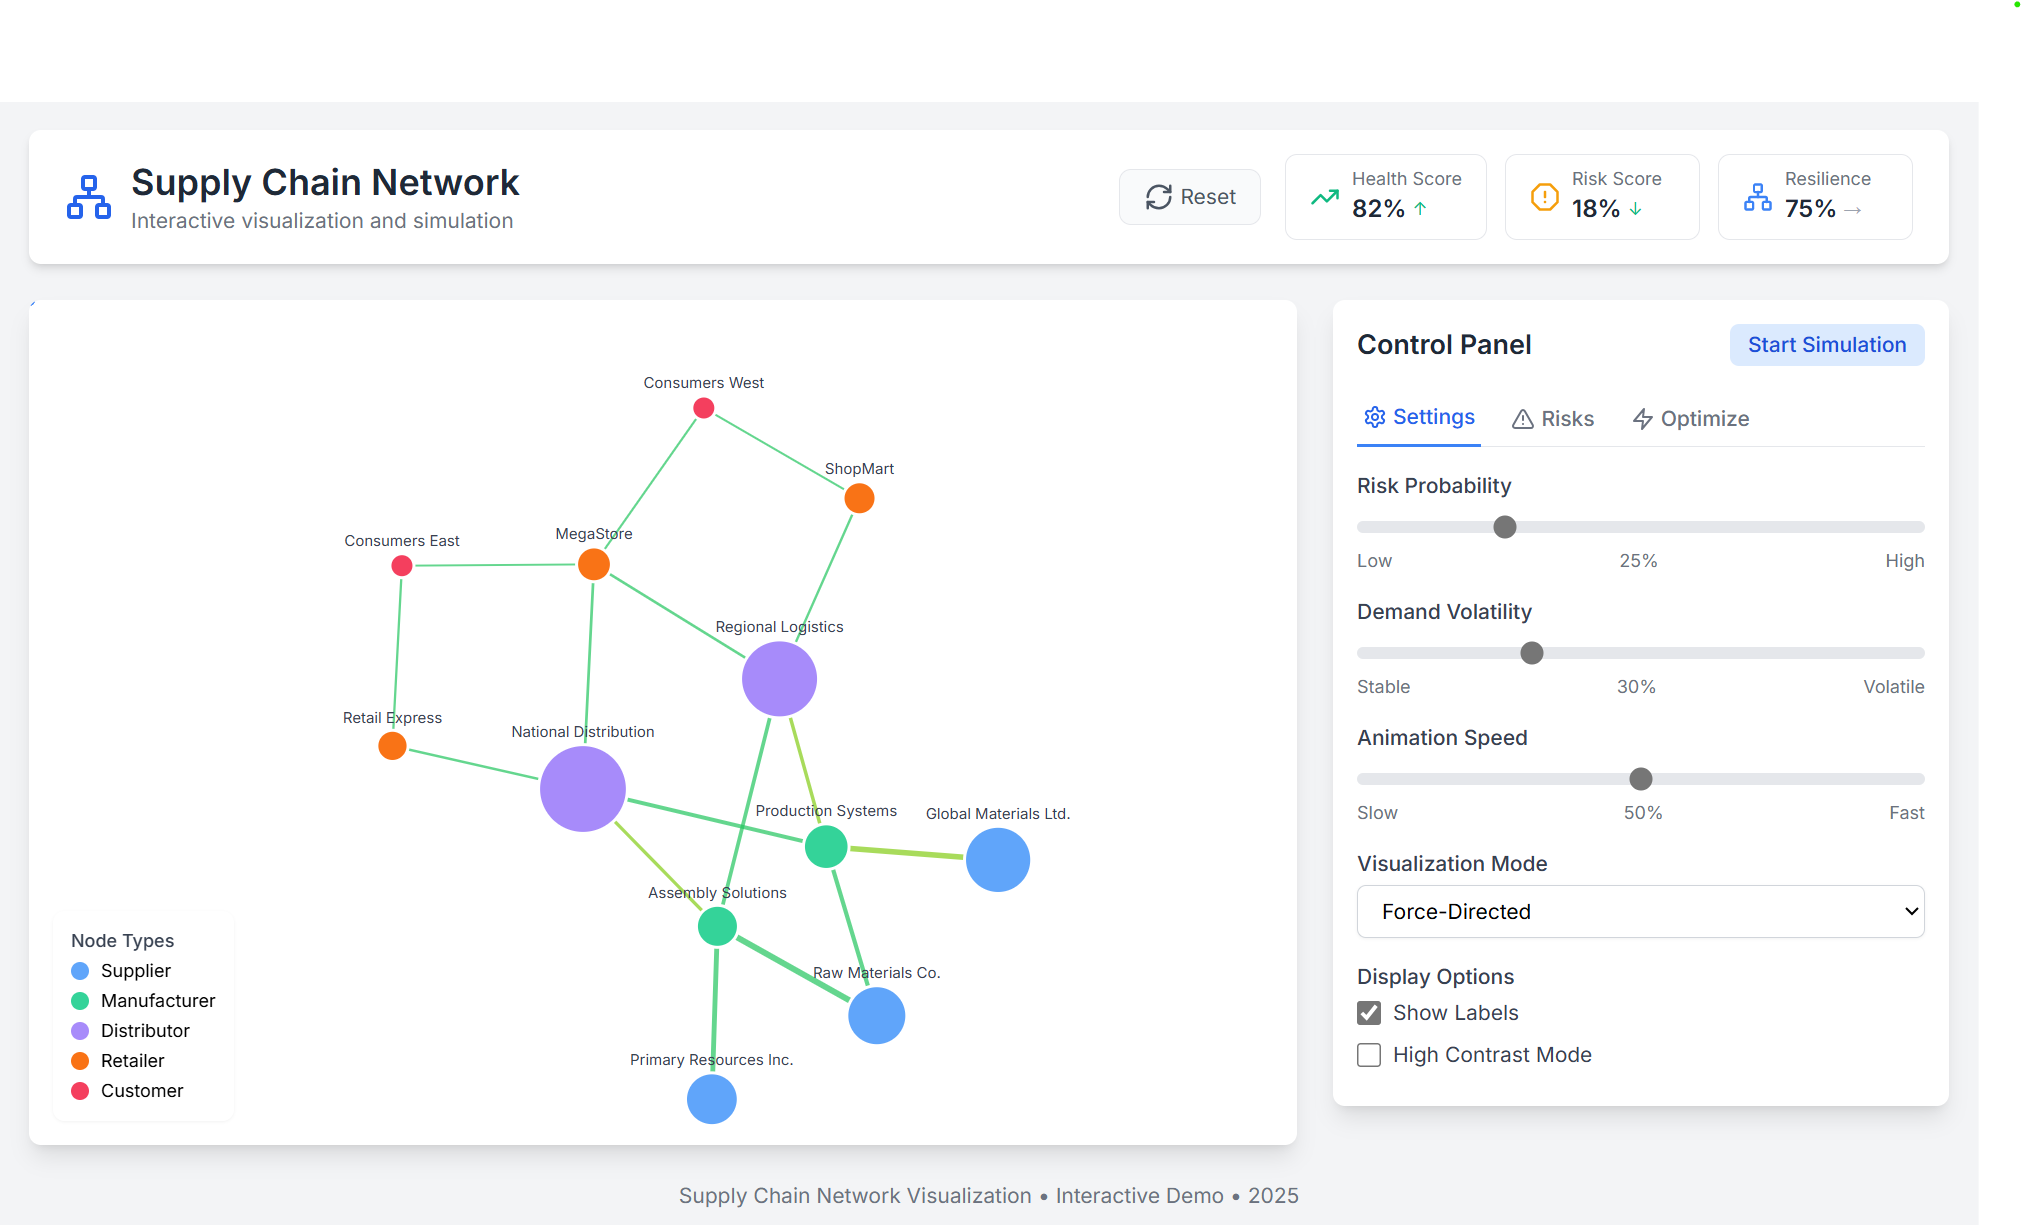 Supply Chain Network
Interactive visualization and simulation
Reset
Health Score
82% ↑
Risk Score
18% ↓
Resilience
75% →
Consumers West
ShopMart
MegaStore
Consumers East
Regional Logistics
Retail Express
National Distribution
Production Systems
Global Materials Ltd.
Assembly Solutions
Raw Materials Co.
Primary Resources Inc.
Node Types
Supplier
Manufacturer
Distributor
Retailer
Customer
Control Panel
Start Simulation
Settings
Risks
Optimize
Risk Probability
Low 25% High
Demand Volatility
Stable 30% Volatile
Animation Speed
Slow 50% Fast
Visualization Mode
Force-Directed
Display Options
Show Labels
High Contrast Mode
Supply Chain Network Visualization • Interactive Demo • 2025